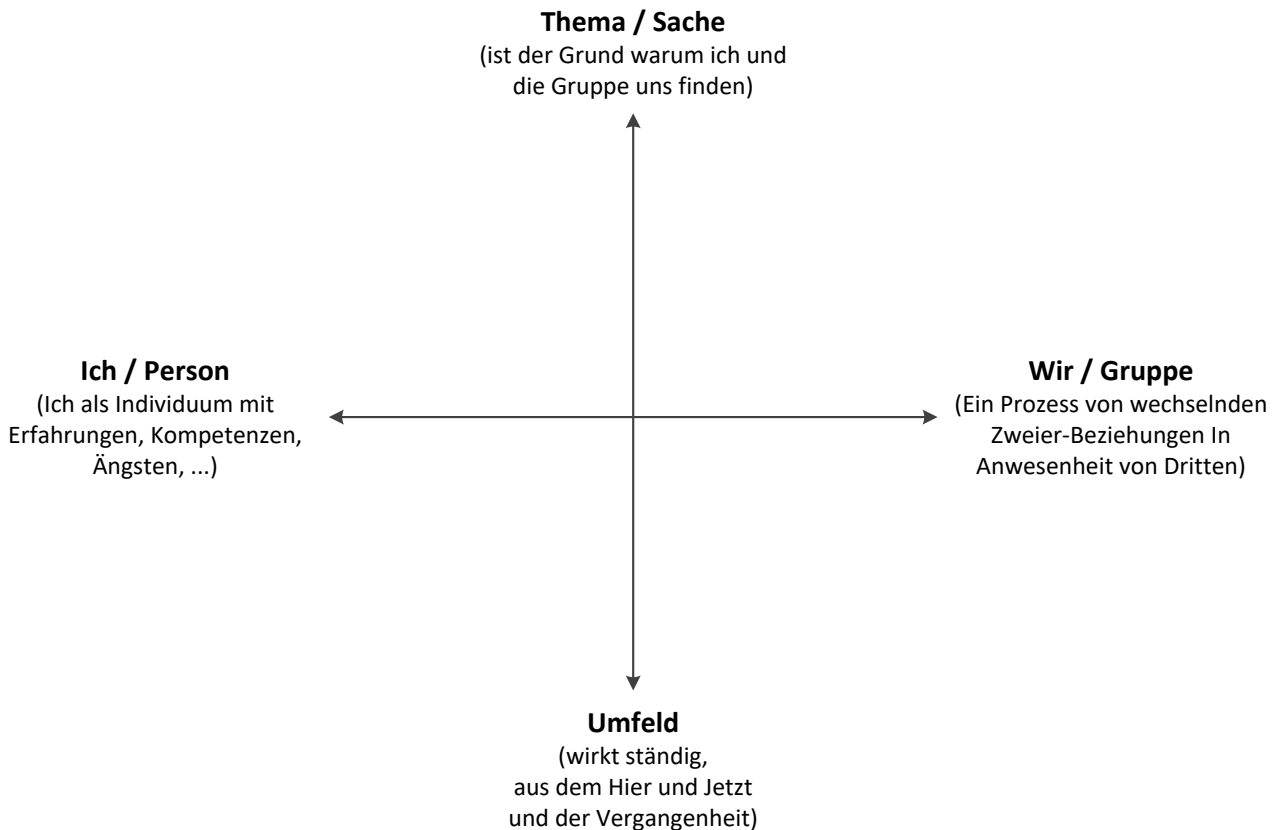 Thema / Sache
(ist der Grund warum ich und
die Gruppe uns finden)
Ich / Person
(Ich als Individuum mit
Erfahrungen, Kompetenzen,
Ängsten, ...)
Wir / Gruppe
(Ein Prozess von wechselnden
Zweier-Beziehungen In
Anwesenheit von Dritten)
Umfeld
(wirkt ständig,
aus dem Hier und Jetzt
und der Vergangenheit)